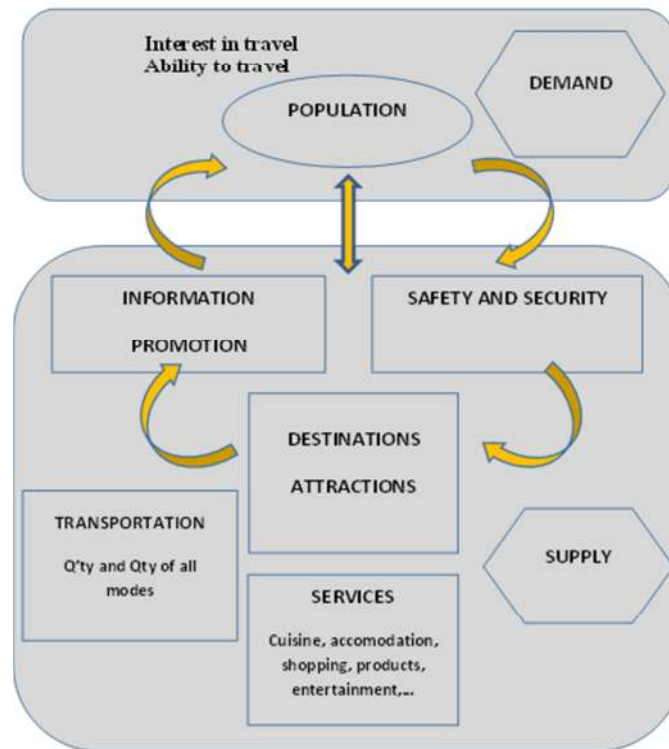 Interest in travel
Ability to travel
POPULATION
DEMAND
INFORMATION
PROMOTION
SAFETY AND SECURITY
DESTINATIONS
ATTRACTIONS
TRANSPORTATION
Q'ty and Qty of all
modes
SUPPLY
SERVICES
Cuisine, accomodation,
shopping, products,
entertainment,...